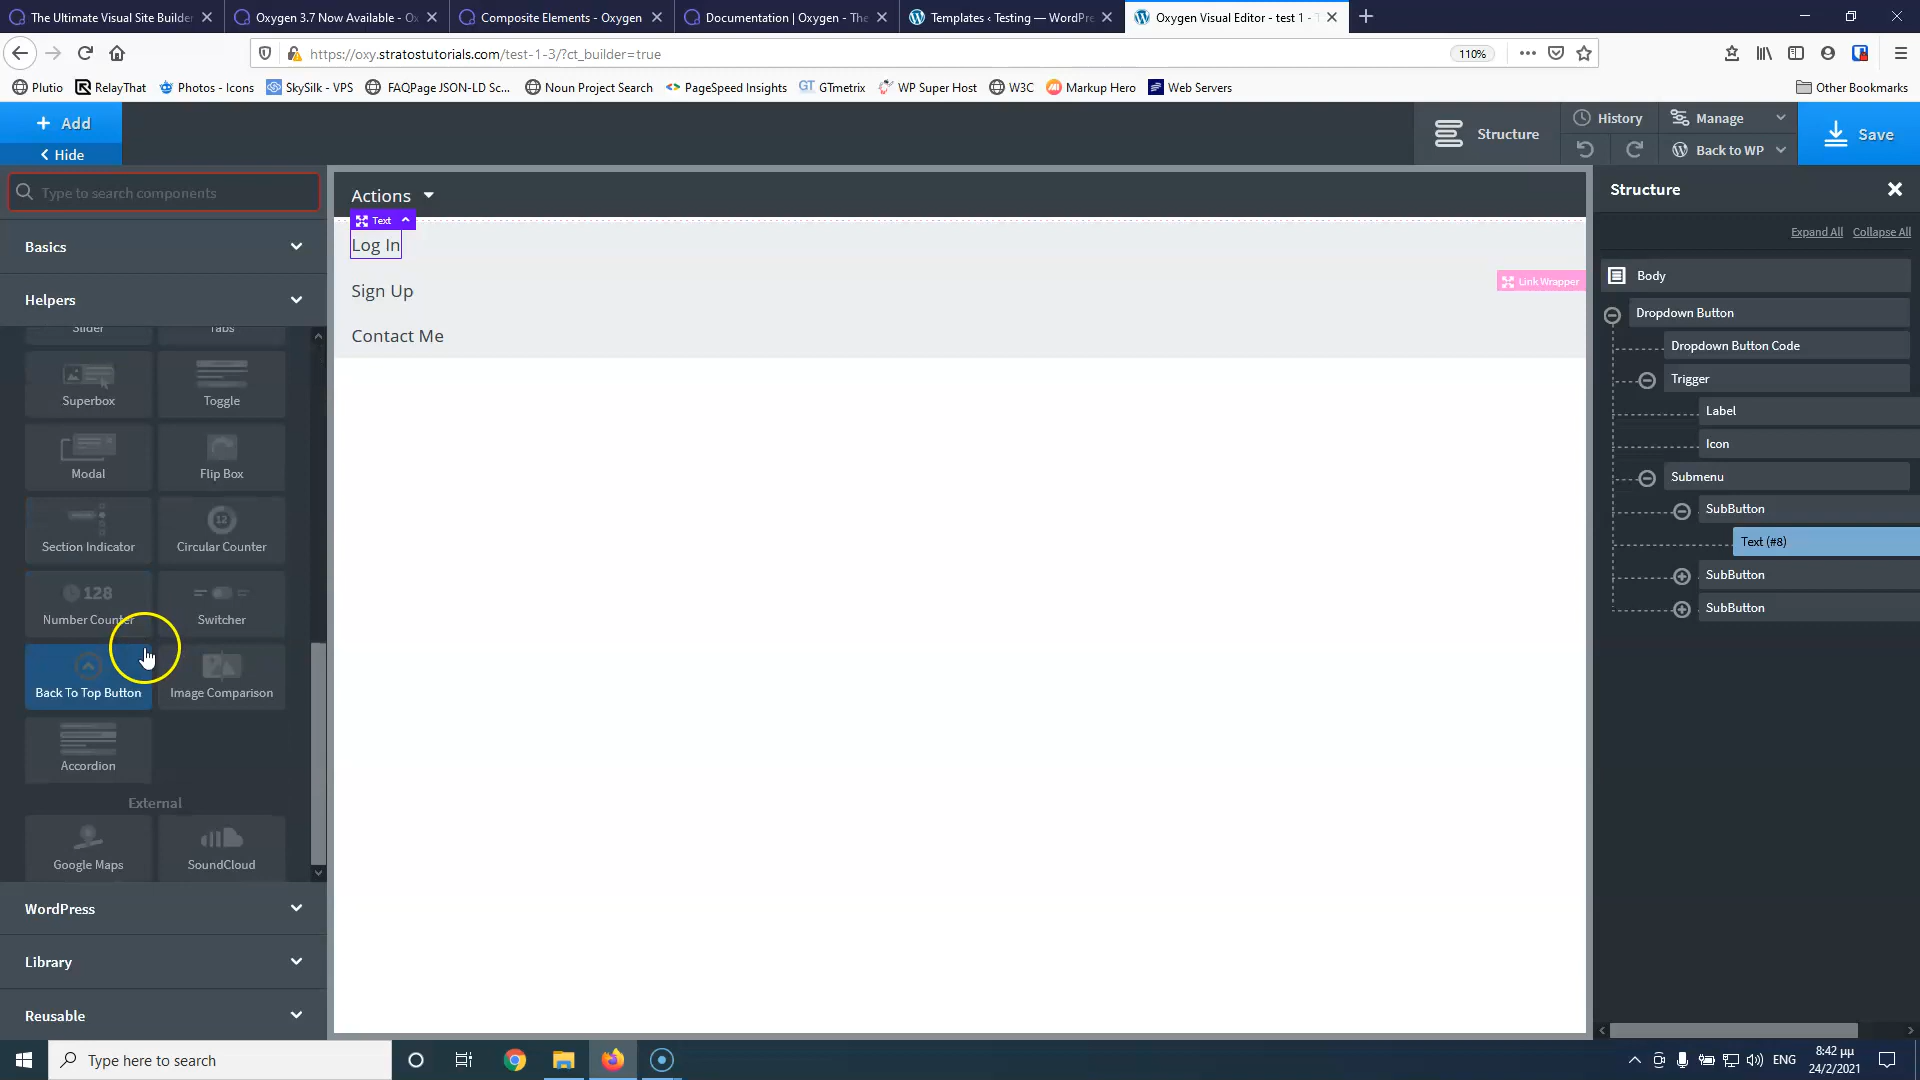 The Ultimate Visual Site Builder
Oxygen 3.7 Now Available - Ox
Composite Elements - Oxygen
Documentation | Oxygen - The
Templates ‹ Testing — WordPre
Oxygen Visual Editor - test 1 - T
https://oxy.stratostutorials.com/test-1-3/?ct_builder=true
110%
Plutio
RelayThat
Photos - Icons
SkySilk - VPS
FAQPage JSON-LD Sc...
Noun Project Search
PageSpeed Insights
GTmetrix
WP Super Host
W3C
Markup Hero
Web Servers
Other Bookmarks
+ Add
Hide
Structure
History
Manage
Back to WP
Save
Type to search components
Basics
Helpers
Slider
Tabs
Superbox
Toggle
Modal
Flip Box
Section Indicator
12
Circular Counter
128
Number Counter
Switcher
Back To Top Button
Image Comparison
Accordion
External
Google Maps
SoundCloud
WordPress
Library
Reusable
Actions
Text
Log In
Sign Up
Link Wrapper
Contact Me
Structure
Expand All
Collapse All
Body
Dropdown Button
Dropdown Button Code
Trigger
Label
Icon
Submenu
SubButton
Text (#8)
SubButton
SubButton
Type here to search
ENG
8:42 μμ
24/2/2021